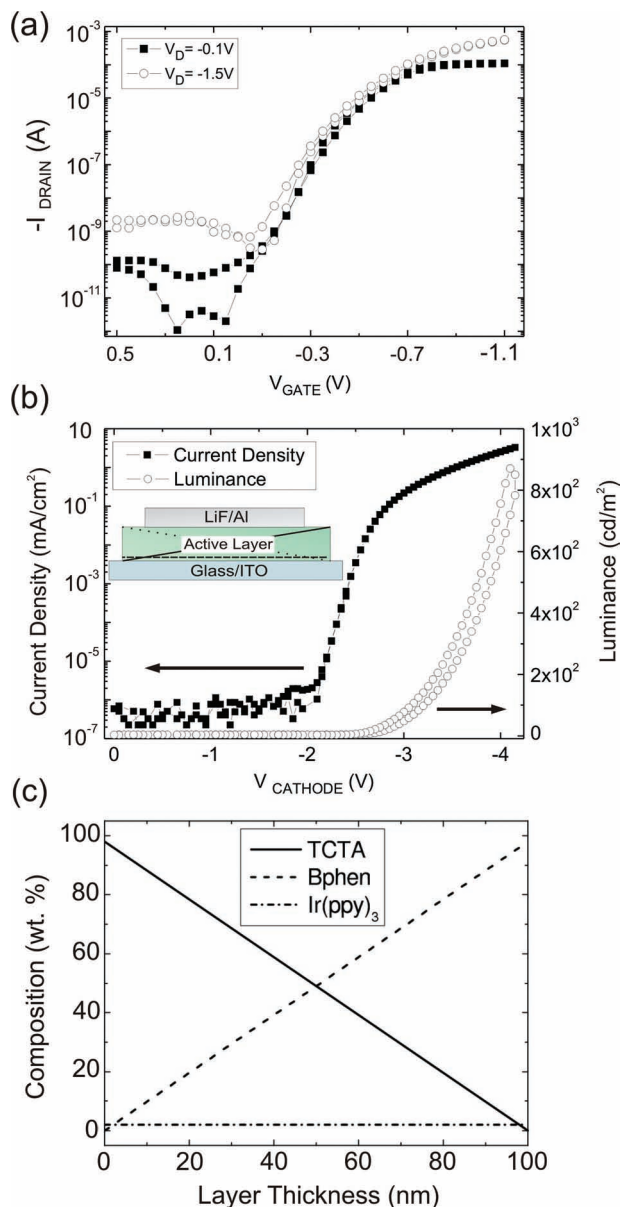 (a)
V_D= -0.1V
V_D= -1.5V
10^-3
10^-5
10^-7
10^-9
10^-11
-I_DRAIN (A)
0.5 0.1 -0.3 -0.7 -1.1
V_GATE (V)
(b)
Current Density
Luminance
LiF/Al
Active Layer
Glass/ITO
10
10^-1
10^-3
10^-5
10^-7
Current Density (mA/cm^2)
1x10^3
8x10^2
6x10^2
4x10^2
2x10^2
0
Luminance (cd/m^2)
0 -1 -2 -3 -4
V_CATHODE (V)
(c)
TCTA
Bphen
Ir(ppy)_3
100
80
60
40
20
0
Composition (wt. %)
0 20 40 60 80 100
Layer Thickness (nm)